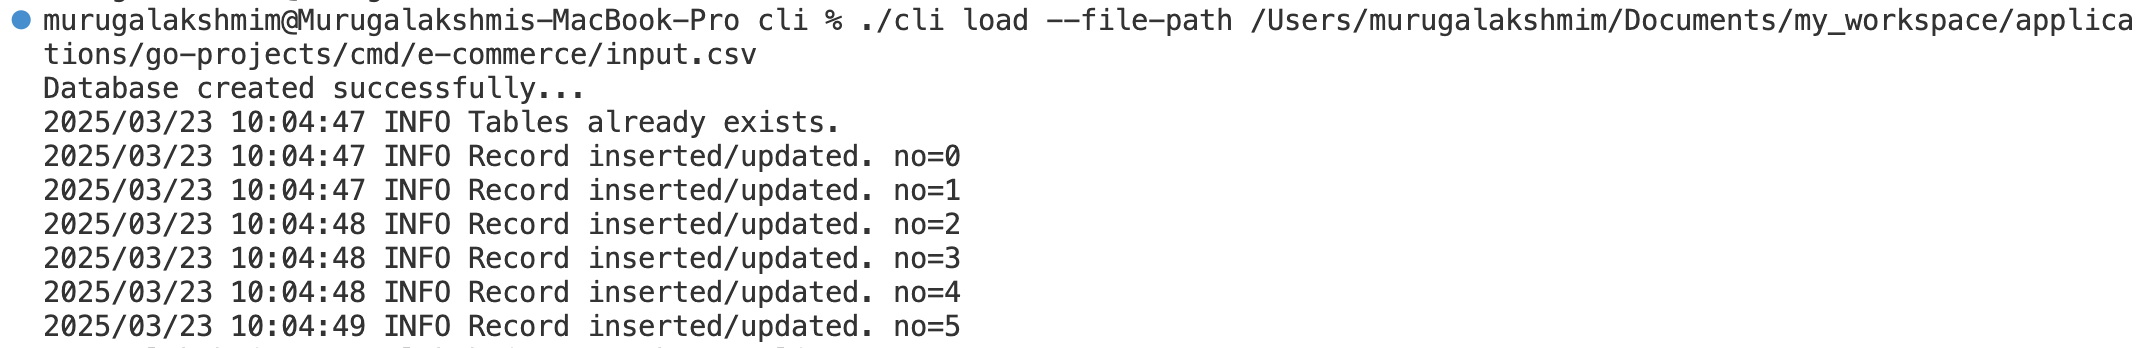 murugalakshmim@Murugalakshmis-MacBook-Pro cli % ./cli load --file-path /Users/murugalakshmim/Documents/my_workspace/applica
tions/go-projects/cmd/e-commerce/input.csv
Database created successfully...
2025/03/23 10:04:47 INFO Tables already exists.
2025/03/23 10:04:47 INFO Record inserted/updated. no=0
2025/03/23 10:04:47 INFO Record inserted/updated. no=1
2025/03/23 10:04:48 INFO Record inserted/updated. no=2
2025/03/23 10:04:48 INFO Record inserted/updated. no=3
2025/03/23 10:04:48 INFO Record inserted/updated. no=4
2025/03/23 10:04:49 INFO Record inserted/updated. no=5